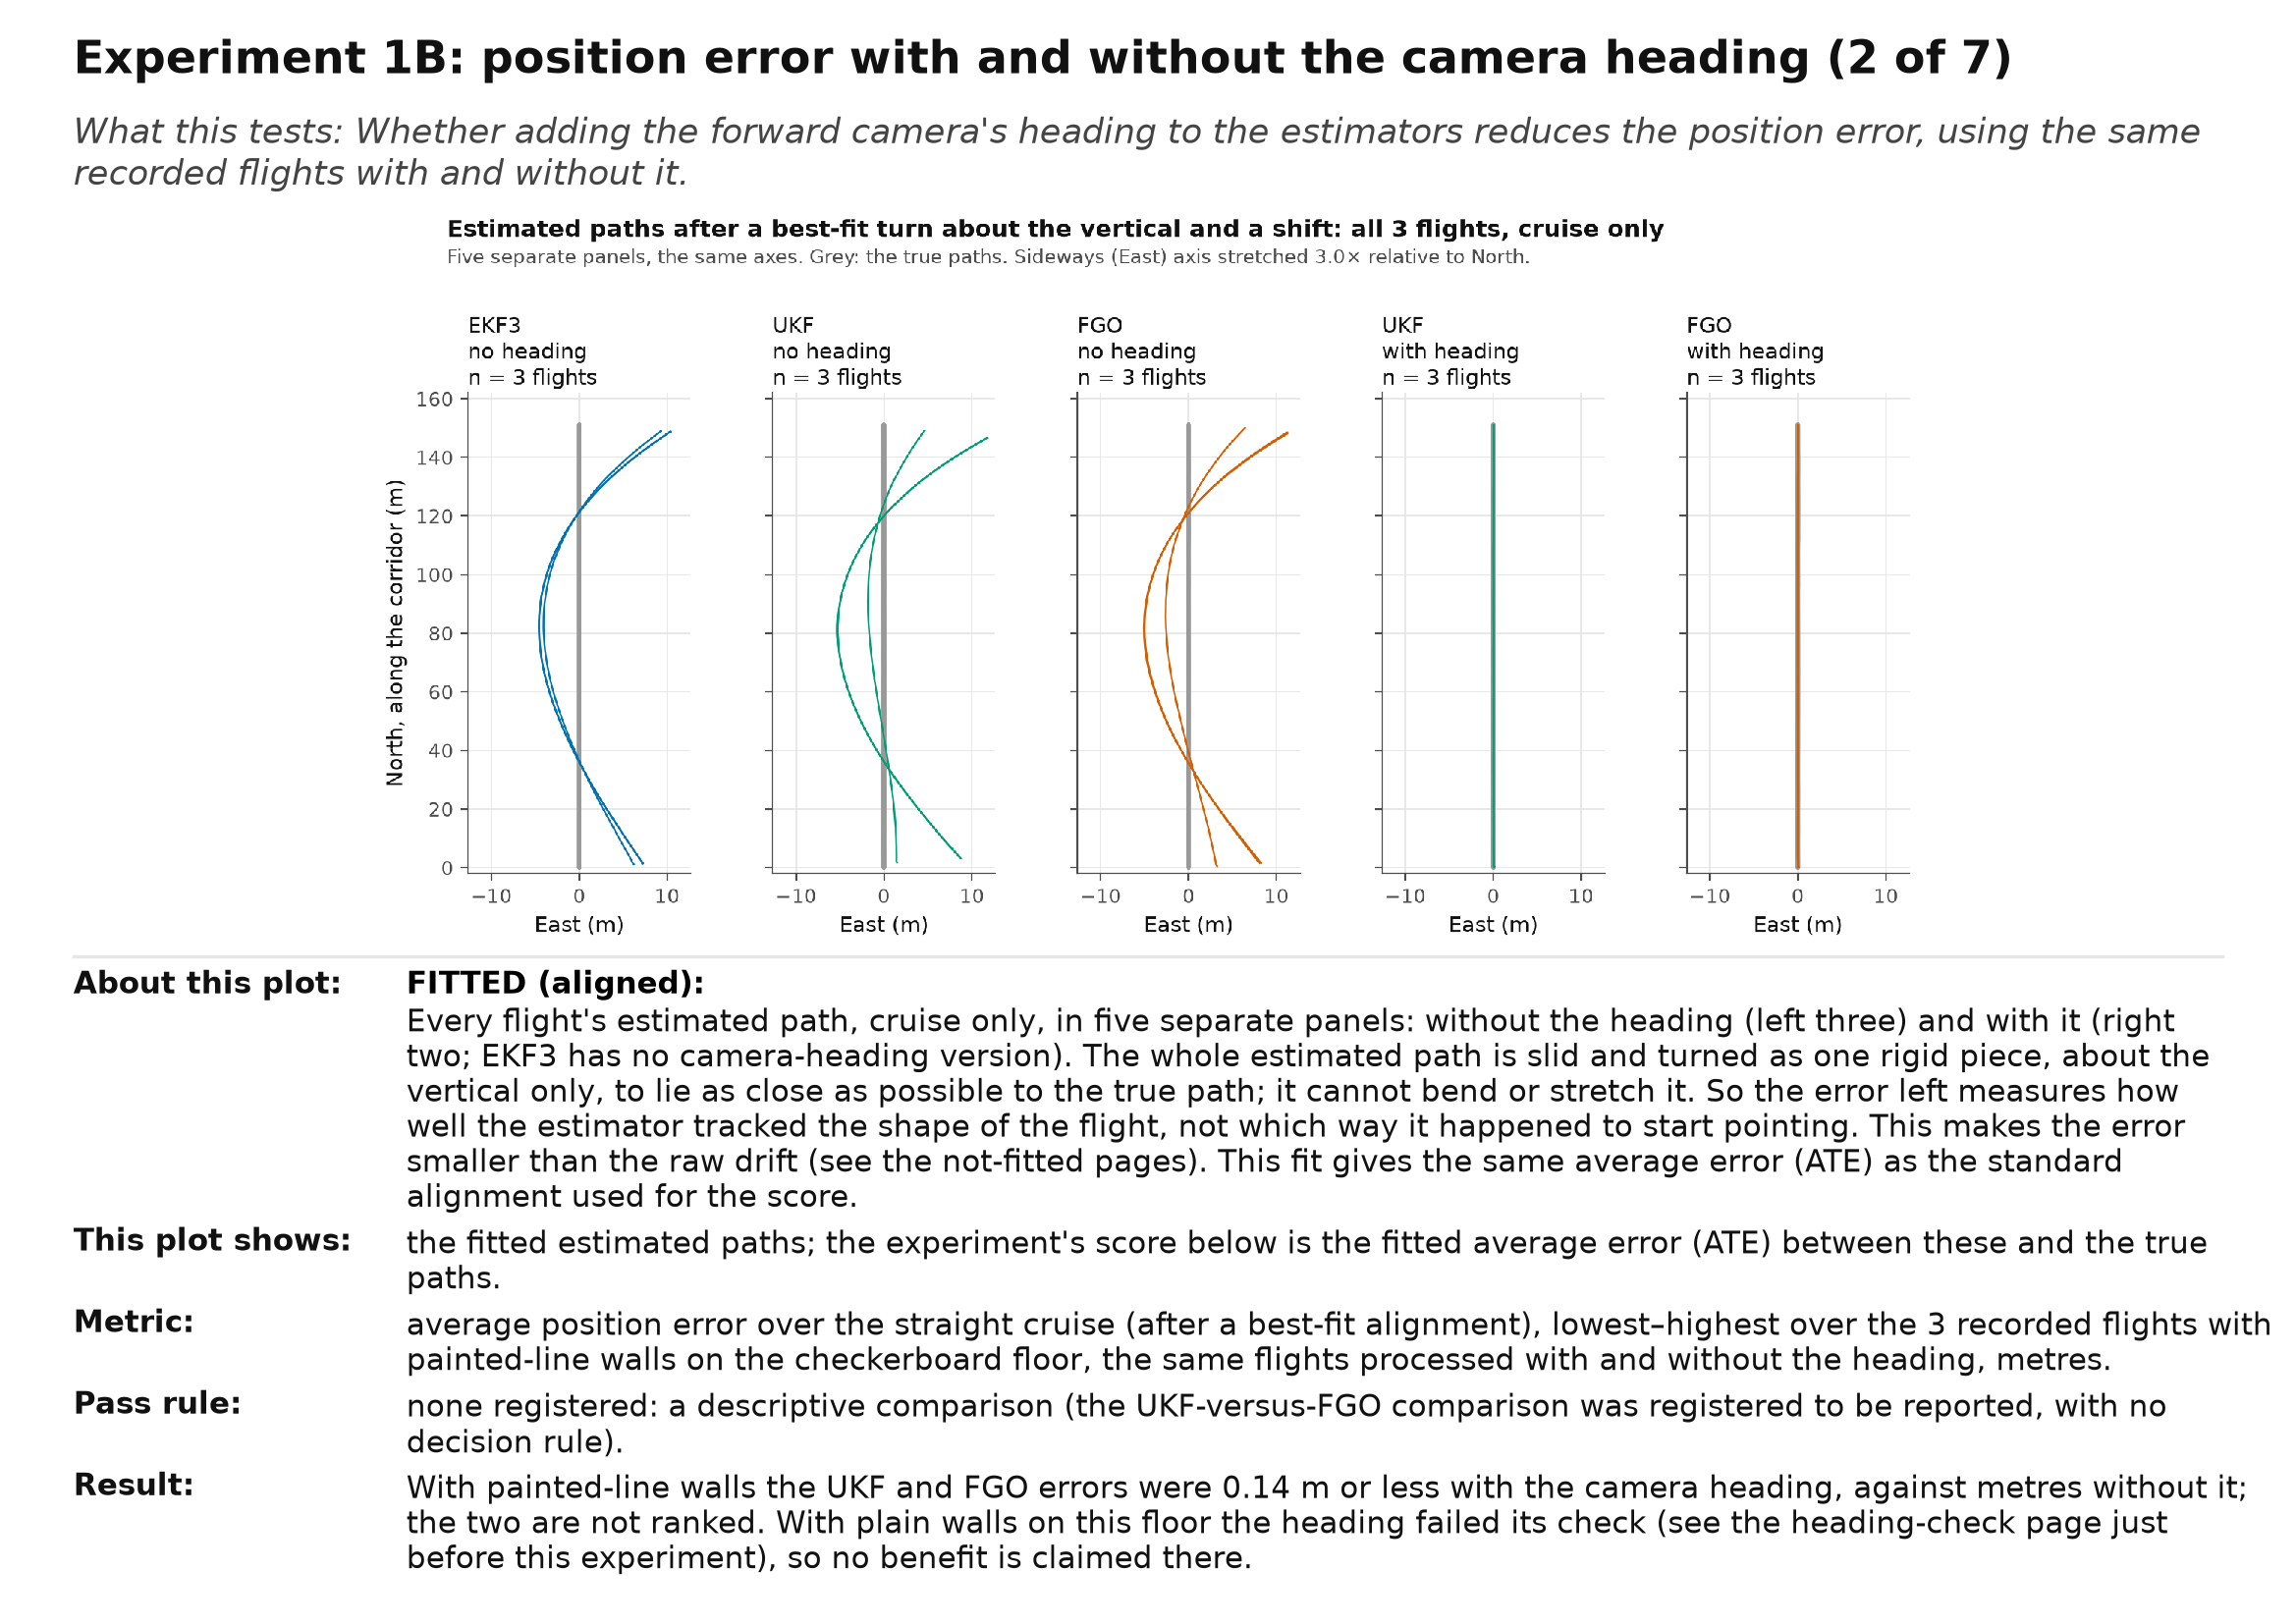 Experiment 1B: position error with and without the camera heading (2 of 7)
What this tests: Whether adding the forward camera's heading to the estimators reduces the position error, using the same
recorded flights with and without it.
Estimated paths after a best-fit turn about the vertical and a shift: all 3 flights, cruise only
Five separate panels, the same axes. Grey: the true paths. Sideways (East) axis stretched 3.0× relative to North.
EKF3
no heading
n = 3 flights
UKF
no heading
n = 3 flights
FGO
no heading
n = 3 flights
UKF
with heading
n = 3 flights
FGO
with heading
n = 3 flights
North, along the corridor (m)
160
140
120
100
80
60
40
20
0
−10 0 10
−10 0 10
−10 0 10
−10 0 10
−10 0 10
East (m)
East (m)
East (m)
East (m)
East (m)
About this plot:
FITTED (aligned):
Every flight's estimated path, cruise only, in five separate panels: without the heading (left three) and with it (right
two; EKF3 has no camera-heading version). The whole estimated path is slid and turned as one rigid piece, about the
vertical only, to lie as close as possible to the true path; it cannot bend or stretch it. So the error left measures how
well the estimator tracked the shape of the flight, not which way it happened to start pointing. This makes the error
smaller than the raw drift (see the not-fitted pages). This fit gives the same average error (ATE) as the standard
alignment used for the score.
This plot shows:
the fitted estimated paths; the experiment's score below is the fitted average error (ATE) between these and the true
paths.
Metric:
average position error over the straight cruise (after a best-fit alignment), lowest–highest over the 3 recorded flights with
painted-line walls on the checkerboard floor, the same flights processed with and without the heading, metres.
Pass rule:
none registered: a descriptive comparison (the UKF-versus-FGO comparison was registered to be reported, with no
decision rule).
Result:
With painted-line walls the UKF and FGO errors were 0.14 m or less with the camera heading, against metres without it;
the two are not ranked. With plain walls on this floor the heading failed its check (see the heading-check page just
before this experiment), so no benefit is claimed there.